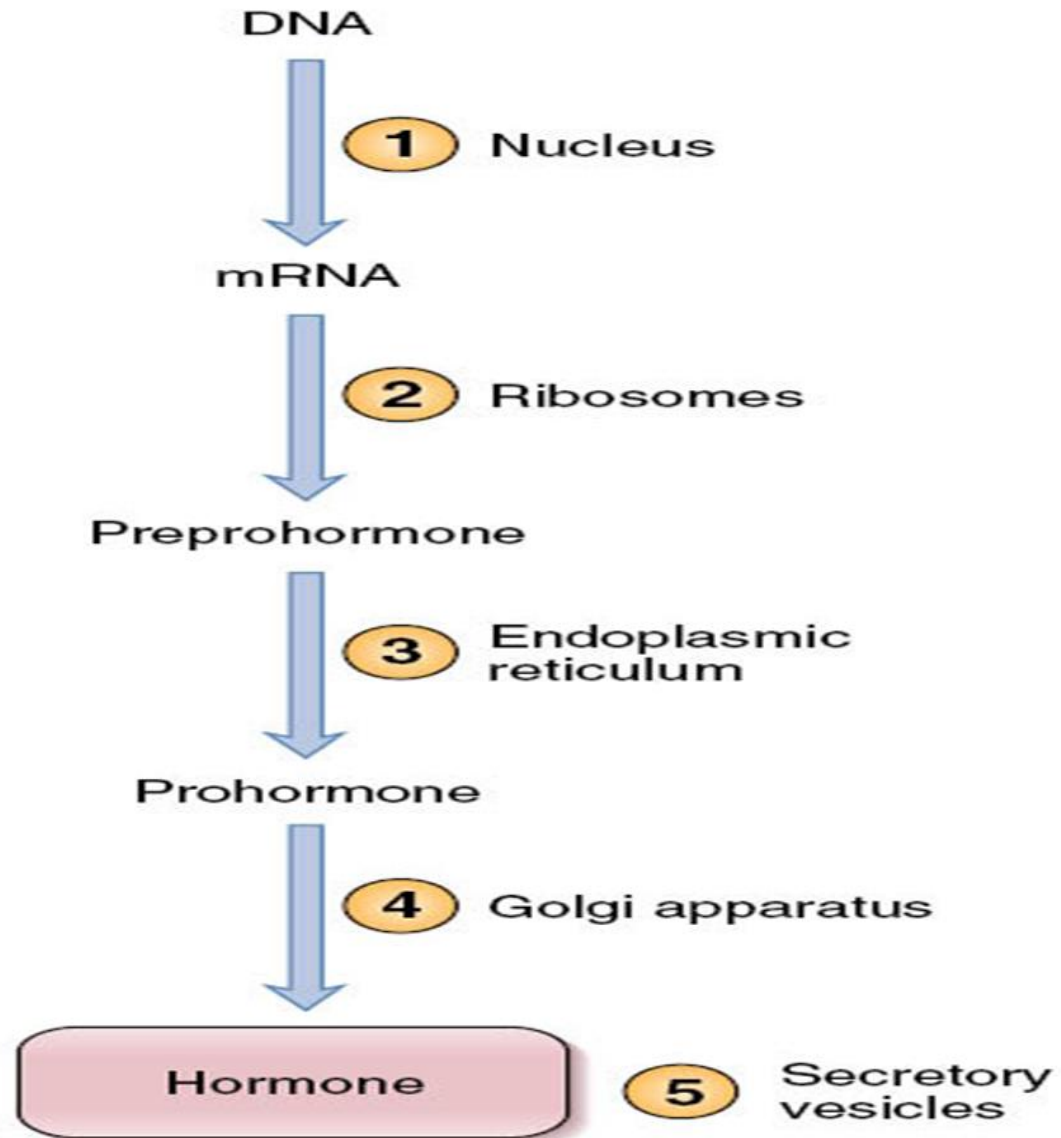 DNA
1 Nucleus
mRNA
2 Ribosomes
Preprohormone
3 Endoplasmic
reticulum
Prohormone
4 Golgi apparatus
Hormone
5 Secretory
vesicles